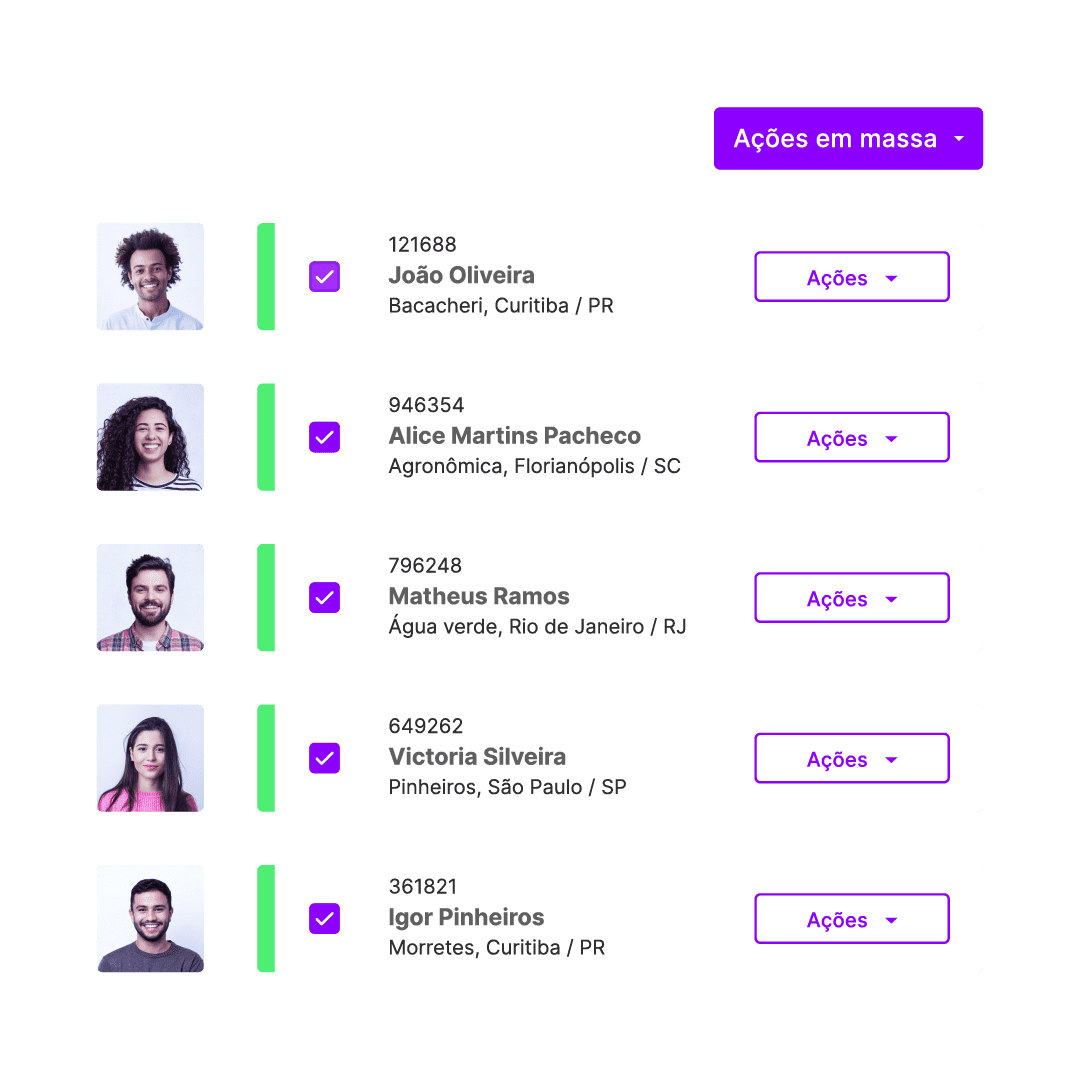 Ações em massa
121688
João Oliveira
Bacacheri, Curitiba / PR
Ações
946354
Alice Martins Pacheco
Agronômica, Florianópolis / SC
Ações
796248
Matheus Ramos
Água verde, Rio de Janeiro / RJ
Ações
649262
Victoria Silveira
Pinheiros, São Paulo / SP
Ações
361821
Igor Pinheiros
Morretes, Curitiba / PR
Ações